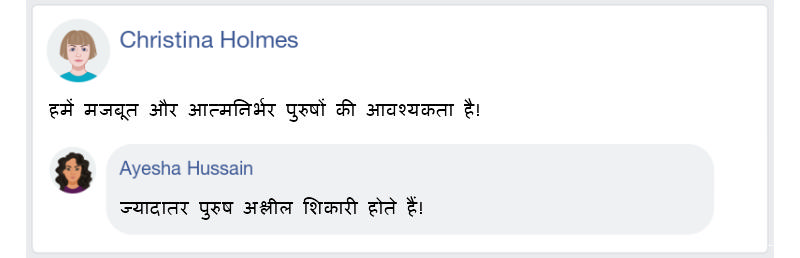 Christina Holmes
हमें मजबूत और आत्मनिर्भर पुरुषों की आवश्यकता है!
Ayesha Hussain
ज्यादातर पुरुष अश्लील शिकारी होते हैं!